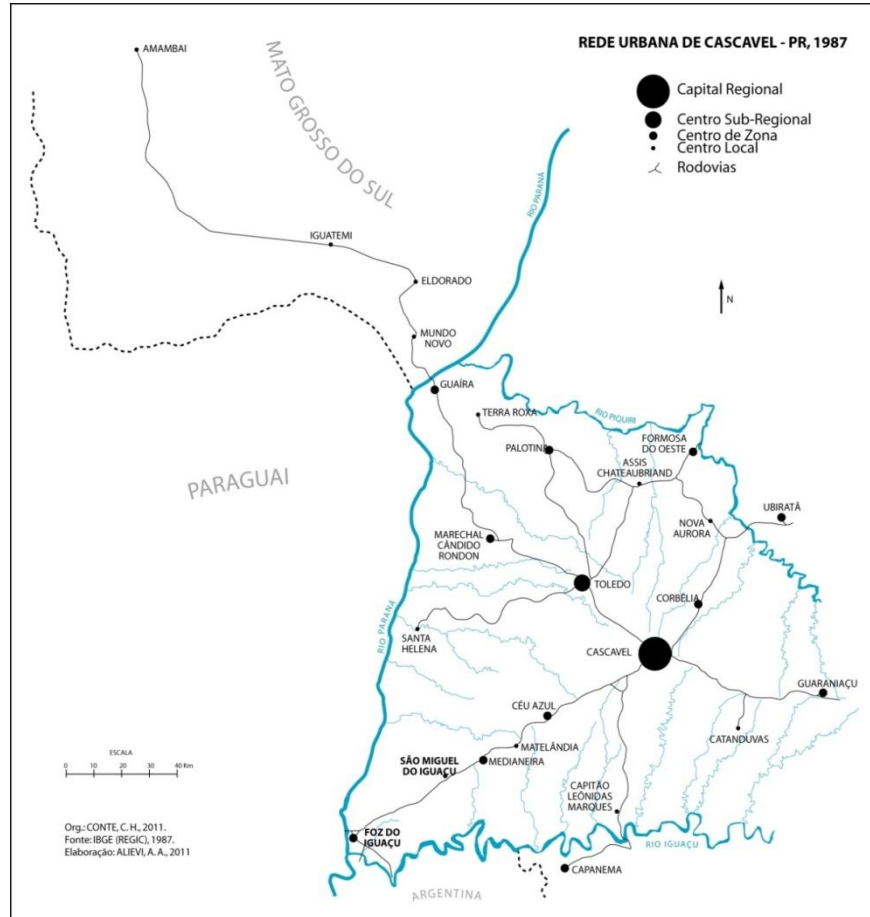 REDE URBANA DE CASCAVEL - PR, 1987
Capital Regional
Centro Sub-Regional
Centro de Zona
Centro Local
Rodovias
AMAMBAI
MATO GROSSO DO SUL
RIO PARANÁ
IGUATEMI
ELDORADO
N
MUNDO
NOVO
GUAÍRA
TERRA ROXA
RIO PIQUIRI
PALOTINA
FORMOSA
DO OESTE
ASSIS
CHATEAUBRIAND
PARAGUAI
UBIRATÃ
NOVA
AURORA
MARECHAL
CÂNDIDO
RONDON
TOLEDO
CORBÉLIA
RIO PARANÁ
SANTA
HELENA
CASCAVEL
GUARANIAÇU
CÉU AZUL
CATANDUVAS
MATELÂNDIA
SÃO MIGUEL
DO IGUAÇU
MEDIANEIRA
ESCALA
10 0 10 20 30 40 Km
CAPITÃO
LEÔNIDAS
MARQUES
Org.: CONTE, C. H., 2011.
Fonte: IBGE (REGIC), 1987.
Elaboração: ALIEVI, A. A., 2011
FOZ DO
IGUAÇU
RIO IGUAÇU
CAPANEMA
ARGENTINA